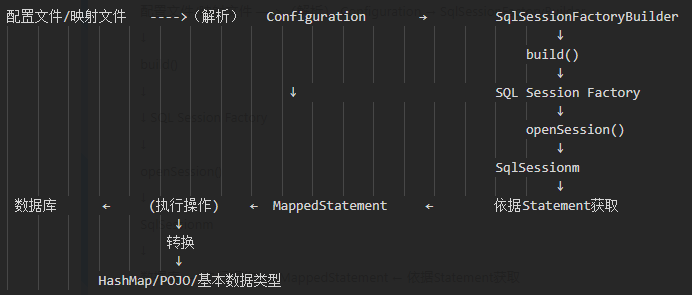 配置文件/映射文件 ---->（解析） Configuration → SqlSessionFactoryBuilder
↓
build()
↓
↓ SQL Session Factory
↓
openSession()
↓
SqlSessionm
↓
数据库 ← (执行操作) ← MappedStatement ← 依据Statement获取
↓
转换
↓
HashMap/POJO/基本数据类型